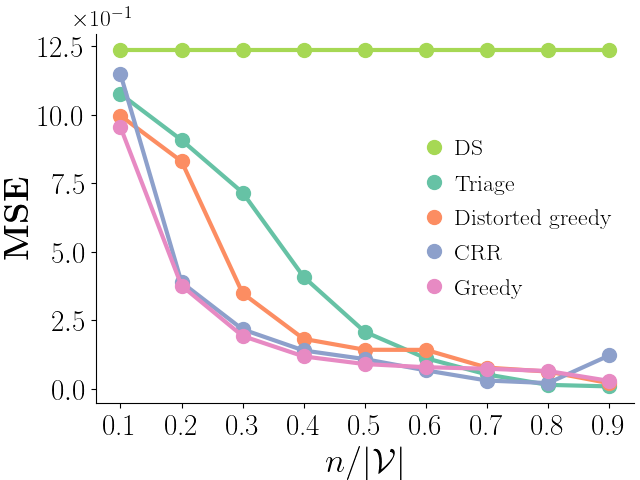 ×10⁻¹
12.5
10.0
7.5
5.0
2.5
0.0
MSE
DS
Triage
Distorted greedy
CRR
Greedy
0.1 0.2 0.3 0.4 0.5 0.6 0.7 0.8 0.9
n/|𝒱|